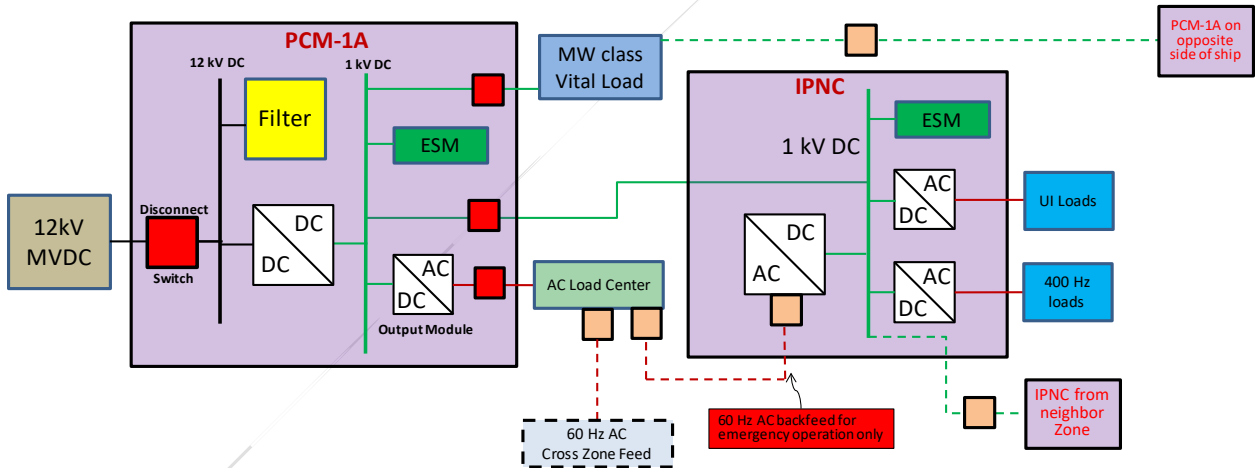 PCM-1A
12 kV DC
1 kV DC
Filter
ESM
12kV
MVDC
Disconnect
Switch
DC
DC
AC
DC
Output Module
MW class
Vital Load
AC Load Center
60 Hz AC
Cross Zone Feed
PCM-1A on
opposite
side of ship
IPNC
1 kV DC
ESM
DC
AC
AC
DC
UI Loads
AC
DC
400 Hz
loads
60 Hz AC backfeed for
emergency operation only
IPNC from
neighbor
Zone